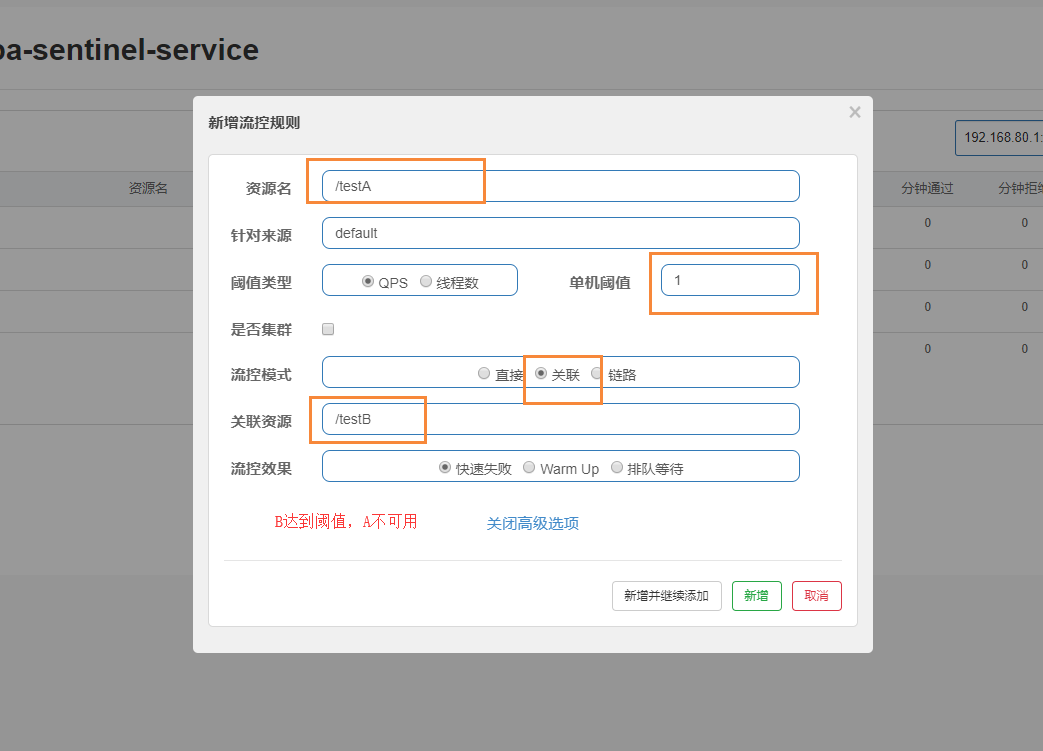 pa-sentinel-service
新增流控规则
×
192.168.80.1:
资源名
分钟通过
分钟拒绝
资源名
/testA
针对来源
default
阈值类型
QPS
线程数
单机阈值
1
是否集群
流控模式
直接
关联
链路
关联资源
/testB
流控效果
快速失败
Warm Up
排队等待
0
0
0
0
0
0
0
0
B达到阈值，A不可用
关闭高级选项
新增并继续添加
新增
取消